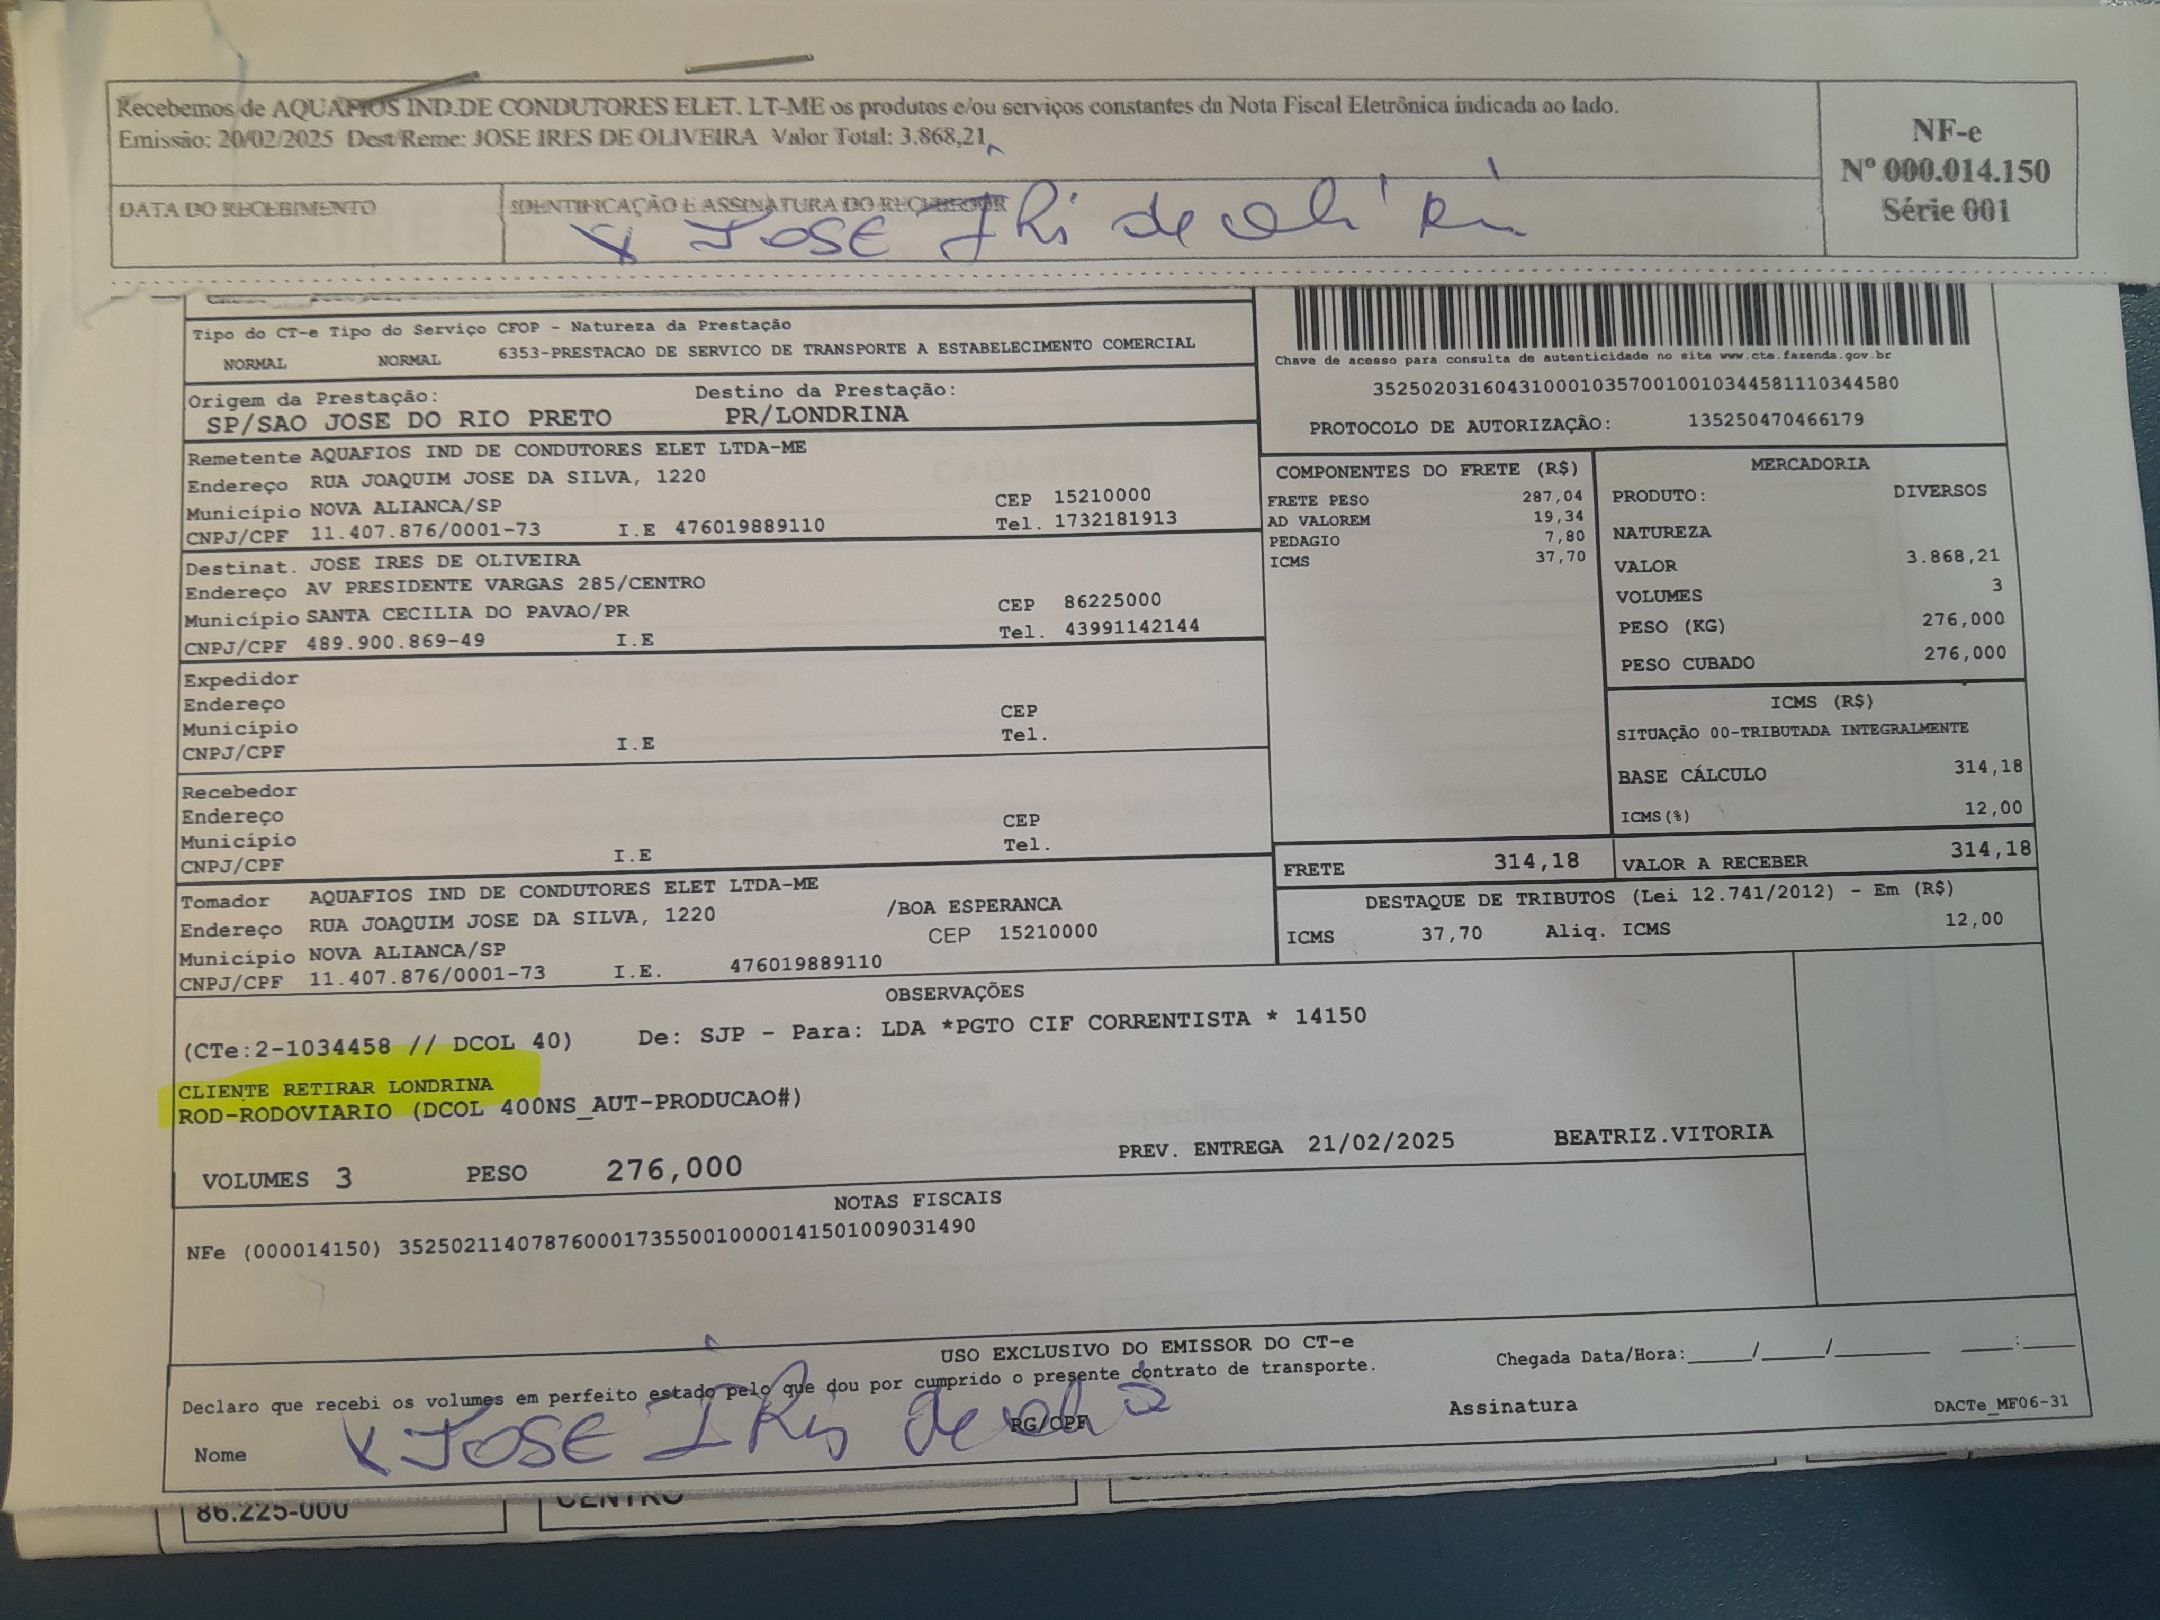 Recebemos de AQUAFIOS IND.DE CONDUTORES ELET. LT-ME os produtos e/ou serviços constantes da Nota Fiscal Eletrônica indicada ao lado.
Emissão: 20/02/2025 Dest/Reme: JOSE IRES DE OLIVEIRA Valor Total: 3.868,21
NF-e
Nº 000.014.150
Série 001
DATA DO RECEBIMENTO
IDENTIFICAÇÃO E ASSINATURA DO RECEBEDOR
X JOSE IRis de
Tipo do CT-e Tipo do Serviço CFOP - Natureza da Prestação
NORMAL NORMAL 6353-PRESTACAO DE SERVICO DE TRANSPORTE A ESTABELECIMENTO COMERCIAL
Chave de acesso para consulta de autenticidade no site www.cte.fazenda.gov.br
35250203160431000103570010010344581110344580
PROTOCOLO DE AUTORIZAÇÂO: 135250470466179
Origem da Prestação: Destino da Prestação:
SP/SAO JOSE DO RIO PRETO PR/LONDRINA
Remetente AQUAFIOS IND DE CONDUTORES ELET LTDA-ME
Endereço RUA JOAQUIM JOSE DA SILVA, 1220
Município NOVA ALIANCA/SP CEP 15210000
CNPJ/CPF 11.407.876/0001-73 I.E 476019889110 Tel. 1732181913
Destinat. JOSE IRES DE OLIVEIRA
Endereço AV PRESIDENTE VARGAS 285/CENTRO
Município SANTA CECILIA DO PAVAO/PR CEP 86225000
CNPJ/CPF 489.900.869-49 I.E Tel. 43991142144
Expedidor
Endereço
Município CEP
CNPJ/CPF I.E Tel.
Recebedor
Endereço
Município CEP
CNPJ/CPF I.E Tel.
Tomador AQUAFIOS IND DE CONDUTORES ELET LTDA-ME
Endereço RUA JOAQUIM JOSE DA SILVA, 1220 /BOA ESPERANCA
Município NOVA ALIANCA/SP CEP 15210000
CNPJ/CPF 11.407.876/0001-73 I.E. 476019889110
COMPONENTES DO FRETE (R$)
FRETE PESO 287,04
AD VALOREM 19,34
PEDAGIO 7,80
ICMS 37,70
MERCADORIA
PRODUTO: DIVERSOS
NATUREZA
VALOR 3.868,21
VOLUMES 3
PESO (KG) 276,000
PESO CUBADO 276,000
ICMS (R$)
SITUAÇÃO 00-TRIBUTADA INTEGRALMENTE
BASE CÁLCULO 314,18
ICMS(%) 12,00
FRETE 314,18 VALOR A RECEBER 314,18
DESTAQUE DE TRIBUTOS (Lei 12.741/2012) - Em (R$)
ICMS 37,70 Aliq. ICMS 12,00
OBSERVAÇÕES
(CTe:2-1034458 // DCOL 40) De: SJP - Para: LDA *PGTO CIF CORRENTISTA * 14150
CLIENTE RETIRAR LONDRINA
ROD-RODOVIARIO (DCOL 400NS_AUT-PRODUCAO#)
VOLUMES 3 PESO 276,000 PREV. ENTREGA 21/02/2025 BEATRIZ.VITORIA
NOTAS FISCAIS
NFe (000014150) 35250211407876000173550010000141501009031490
USO EXCLUSIVO DO EMISSOR DO CT-e
Declaro que recebi os volumes em perfeito estado pelo que dou por cumprido o presente contrato de transporte.
Chegada Data/Hora:_____/_____/________ ____:____
Nome X JOSE IRis de RG/CPF Assinatura DACTe_MF06-31
86.225-000 CENTRO